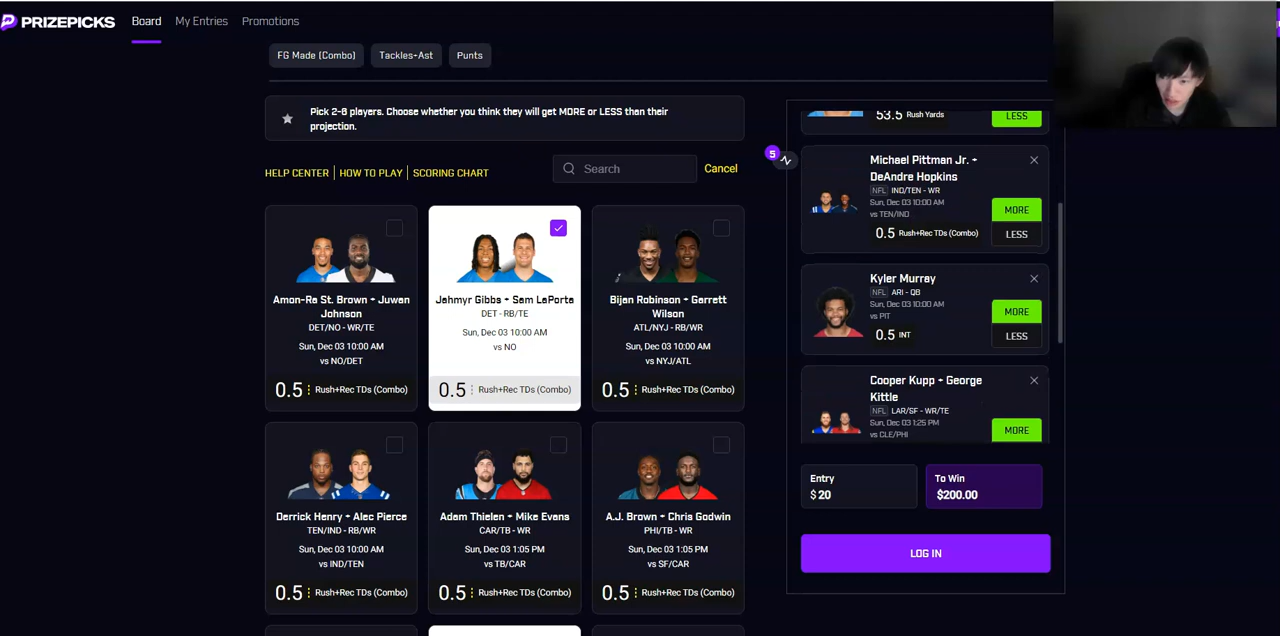 PRIZEPICKS
Board
My Entries
Promotions
FG Made (Combo)
Tackles+Ast
Punts
Pick 2-6 players. Choose whether you think they will get MORE or LESS than their
projection.
HELP CENTER
HOW TO PLAY
SCORING CHART
Search
Cancel
Amon-Ra St. Brown + Juwan
Johnson
DET/NO - WR/TE
Sun, Dec 03 10:00 AM
vs NO/DET
0.5
Rush+Rec TDs (Combo)
Jahmyr Gibbs + Sam LaPorta
DET - RB/TE
Sun, Dec 03 10:00 AM
vs NO
0.5
Rush+Rec TDs (Combo)
Bijan Robinson + Garrett
Wilson
ATL/NYJ - RB/WR
Sun, Dec 03 10:00 AM
vs NYJ/ATL
0.5
Rush+Rec TDs (Combo)
Derrick Henry + Alec Pierce
TEN/IND - RB/WR
Sun, Dec 03 10:00 AM
vs IND/TEN
0.5
Rush+Rec TDs (Combo)
Adam Thielen + Mike Evans
CAR/TB - WR
Sun, Dec 03 1:05 PM
vs TB/CAR
0.5
Rush+Rec TDs (Combo)
A.J. Brown + Chris Godwin
PHI/TB - WR
Sun, Dec 03 1:05 PM
vs SF/CAR
0.5
Rush+Rec TDs (Combo)
5
53.5 Rush Yards
LESS
Michael Pittman Jr. +
DeAndre Hopkins
NFL IND/TEN - WR
Sun, Dec 03 10:00 AM
vs TEN/IND
0.5 Rush+Rec TDs (Combo)
MORE
LESS
Kyler Murray
NFL ARI - QB
Sun, Dec 03 10:00 AM
vs PIT
0.5 INT
MORE
LESS
Cooper Kupp + George
Kittle
NFL LAR/SF - WR/TE
Sun, Dec 03 1:25 PM
vs CLE/PHI
MORE
Entry
$ 20
To Win
$200.00
LOG IN